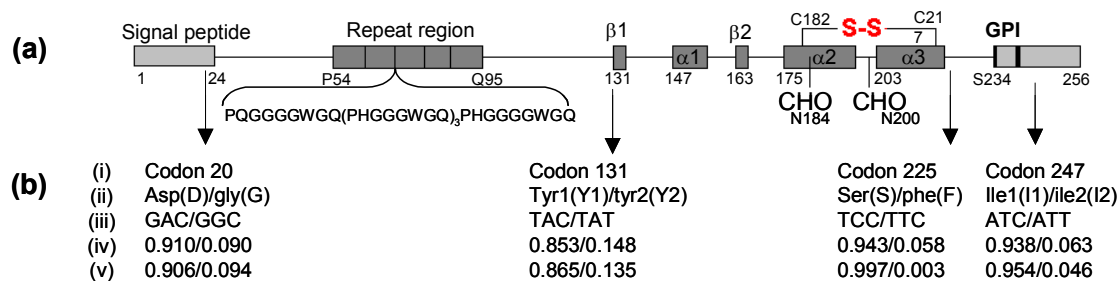 (a)
Signal peptide
Repeat region
β1
α1
β2
C182
S-S
C21
7
α2
α3
GPI
1
24
P54
Q95
131
147
163
175
203
S234
256
CHO
N184
CHO
N200
PQGGGGWGQ(PHGGGWGQ)3PHGGGGWGQ
(b)
(i) Codon 20 Codon 131 Codon 225 Codon 247
(ii) Asp(D)/gly(G) Tyr1(Y1)/tyr2(Y2) Ser(S)/phe(F) Ile1(I1)/ile2(I2)
(iii) GAC/GGC TAC/TAT TCC/TTC ATC/ATT
(iv) 0.910/0.090 0.853/0.148 0.943/0.058 0.938/0.063
(v) 0.906/0.094 0.865/0.135 0.997/0.003 0.954/0.046